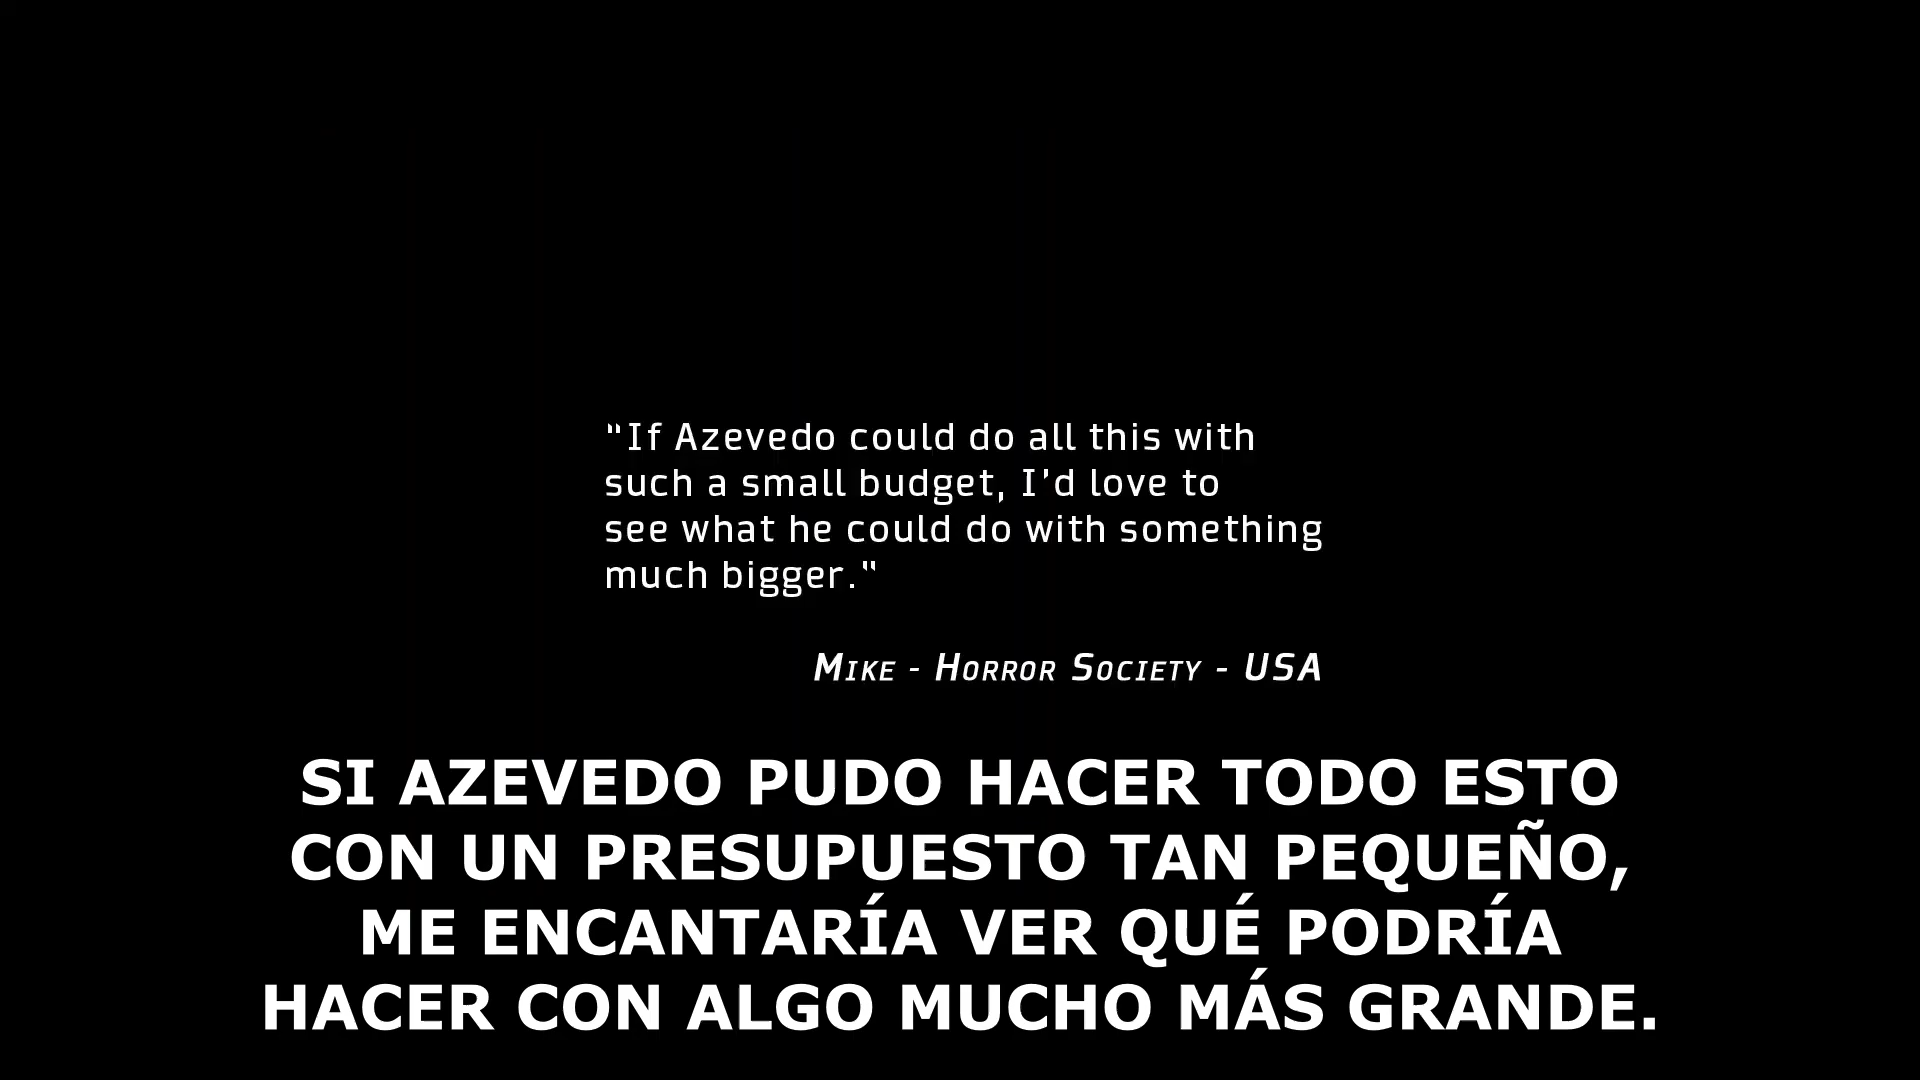 "If Azevedo could do all this with
such a small budget, I'd love to
see what he could do with something
much bigger."
Mike - Horror Society - USA
SI AZEVEDO PUDO HACER TODO ESTO
CON UN PRESUPUESTO TAN PEQUEÑO,
ME ENCANTARÍA VER QUÉ PODRÍA
HACER CON ALGO MUCHO MÁS GRANDE.